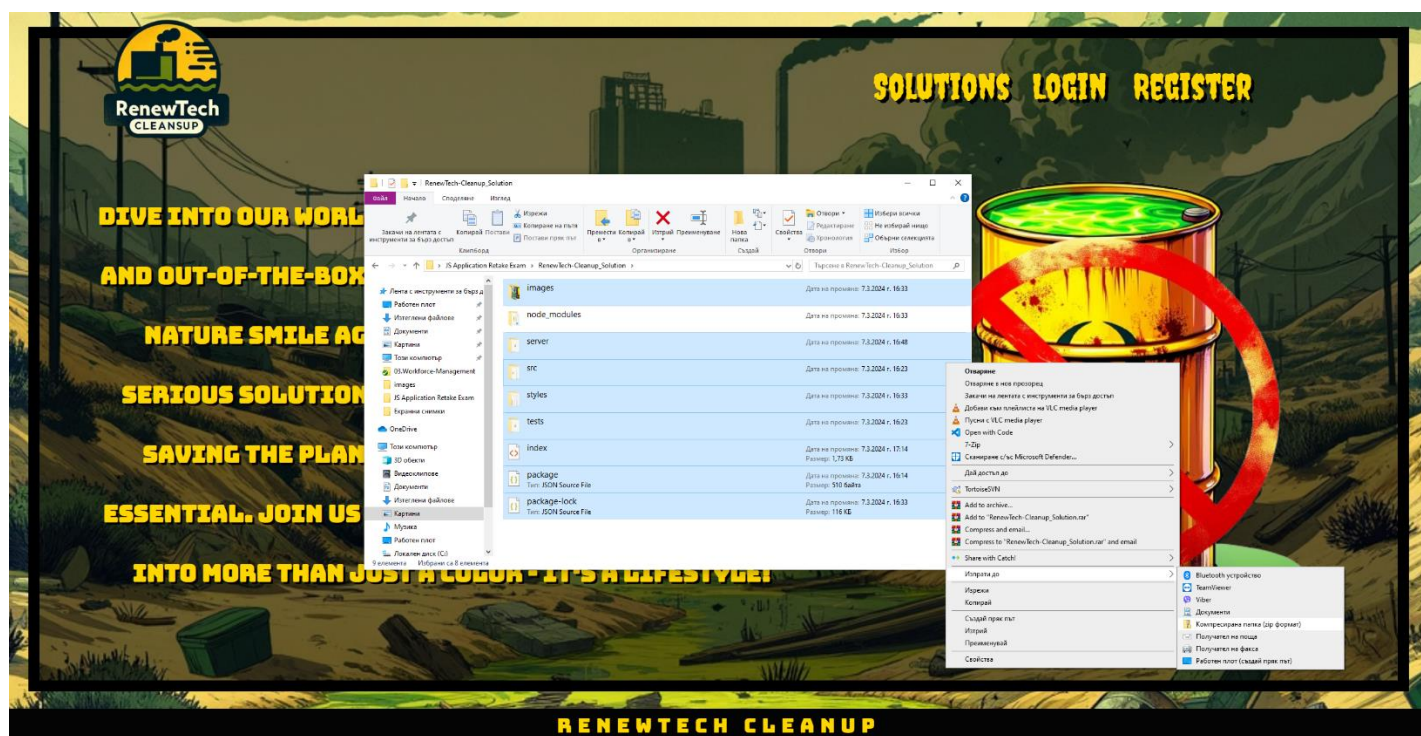 RenewTech
CLEANSUP
SOLUTIONS LOGIN REGISTER
DIVE INTO OUR WORL
AND OUT-OF-THE-BOX
NATURE SMILE AG
SERIOUS SOLUTION
SAVING THE PLAN
ESSENTIAL. JOIN US
INTO MORE THAN JUST A COLOR - IT'S A LIFESTYLE!
RenewTech-Cleanup_Solution
Файл Начало Споделяне Изглед
Закачи на лентата с инструменти за бърз достъп
Копирай Постави
Изрежи
Копиране на пътя
Постави пряк път
Премести в Копирай в Изтрий Преименуване
Нова папка
Свойства
Отвори
Редактиране
Хронология
Избери всички
Не избирай нищо
Обърни селекцията
Клипборд Организиране Създай Отвори Избор
JS Application Retake Exam > RenewTech-Cleanup_Solution >
Търсене в RenewTech-Cleanup_Solution
Лента с инструменти за бърз д
Работен плот
Изтеглени файлове
Документи
Картини
Този компютър
03.Workforce-Management
images
JS Application Retake Exam
Екранни снимки
OneDrive
Този компютър
3D обекти
Видеоклипове
Документи
Изтеглени файлове
Картини
Музика
Работен плот
Локален диск (C:)
images Дата на промяна: 7.3.2024 г. 16:33
node_modules Дата на промяна: 7.3.2024 г. 16:33
server Дата на промяна: 7.3.2024 г. 16:48
src Дата на промяна: 7.3.2024 г. 16:23
styles Дата на промяна: 7.3.2024 г. 16:33
tests Дата на промяна: 7.3.2024 г. 16:23
index Дата на промяна: 7.3.2024 г. 17:14
Размер: 1,73 KB
package Дата на промяна: 7.3.2024 г. 16:14
Тип: JSON Source File Размер: 510 байта
package-lock Дата на промяна: 7.3.2024 г. 16:33
Тип: JSON Source File Размер: 116 KB
9 елемента Избрани са 8 елемента
Отваряне
Отваряне в нов прозорец
Закачи на лентата с инструменти за бърз достъп
Добави към плейлиста на VLC media player
Пусни с VLC media player
Open with Code
7-Zip
Сканиране с/ъс Microsoft Defender...
Дай достъп до
TortoiseSVN
Add to archive...
Add to "RenewTech-Cleanup_Solution.rar"
Compress and email...
Compress to "RenewTech-Cleanup_Solution.rar" and email
Share with Catch!
Изпрати до
Изрежи
Копирай
Създай пряк път
Изтрий
Преименувай
Свойства
Bluetooth устройство
TeamViewer
Viber
Документи
Компресирана папка (zip формат)
Получател на поща
Получател на факса
Работен плот (създай пряк път)
RENEWTECH CLEANUP